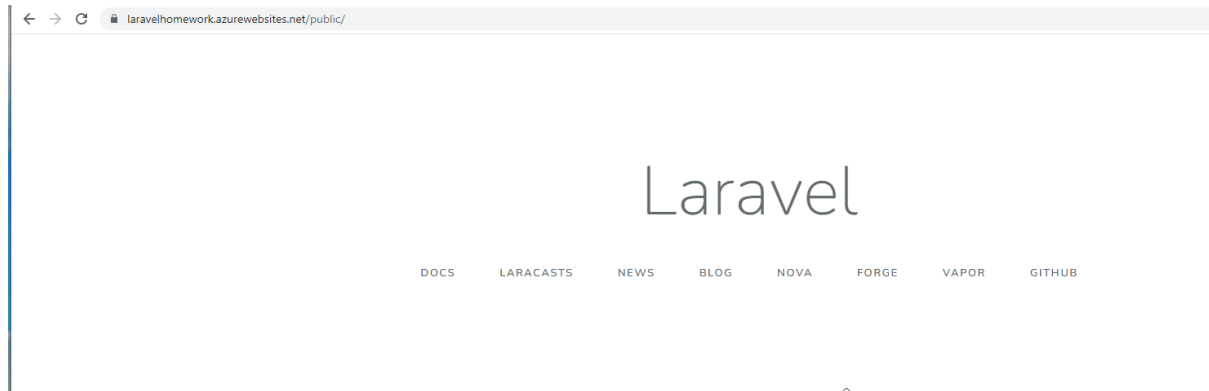 laravelhomework.azurewebsites.net/public/
Laravel
DOCS LARACASTS NEWS BLOG NOVA FORGE VAPOR GITHUB